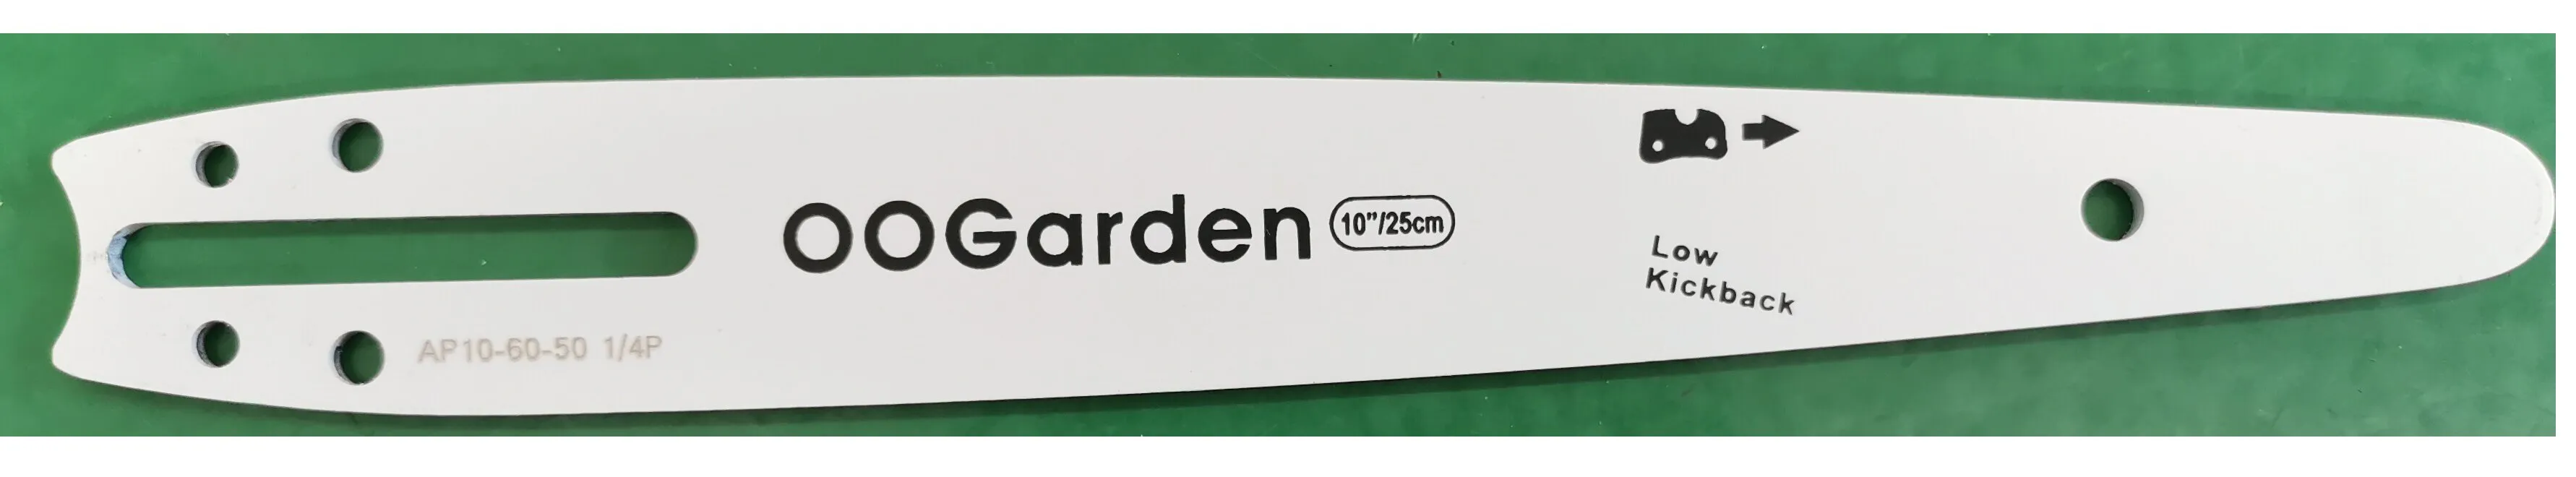 OOGarden 10"/25cm
Low
Kickback
AP10-60-50 1/4P